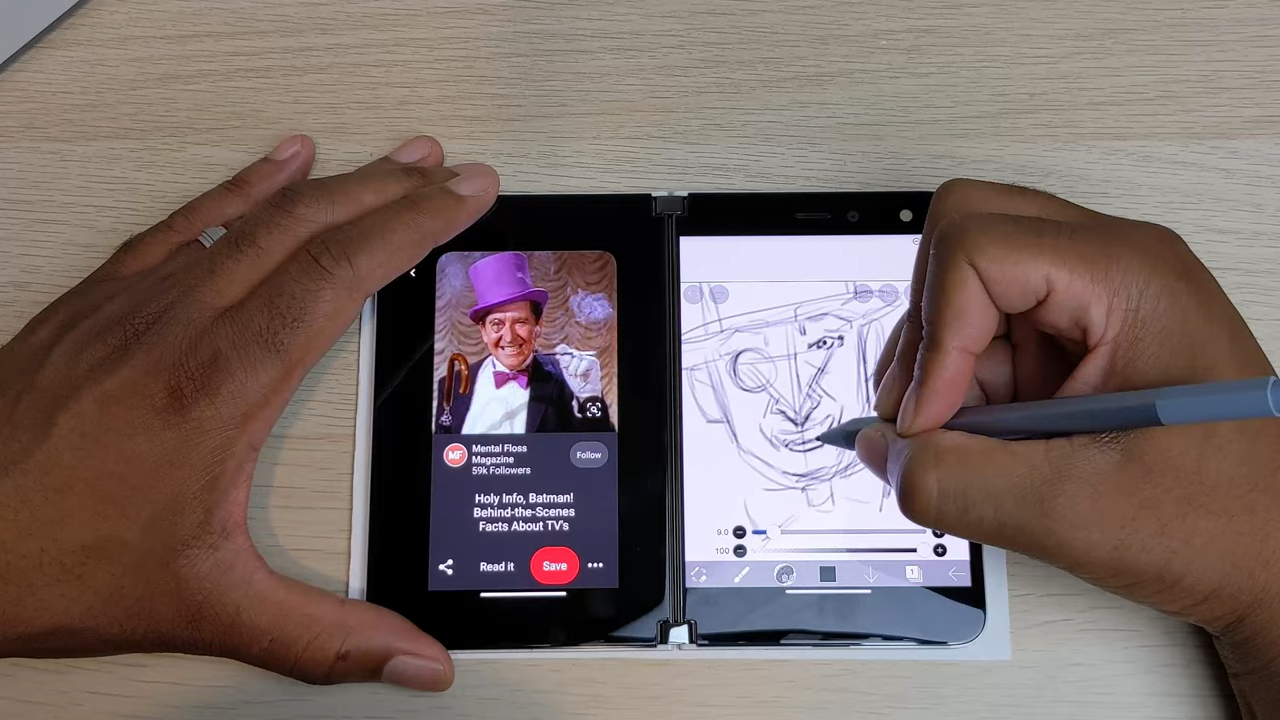 MF
Mental Floss
Magazine
59k Followers
Follow
Holy Info, Batman!
Behind-the-Scenes
Facts About TV's
Read it
Save
9.0
100
1